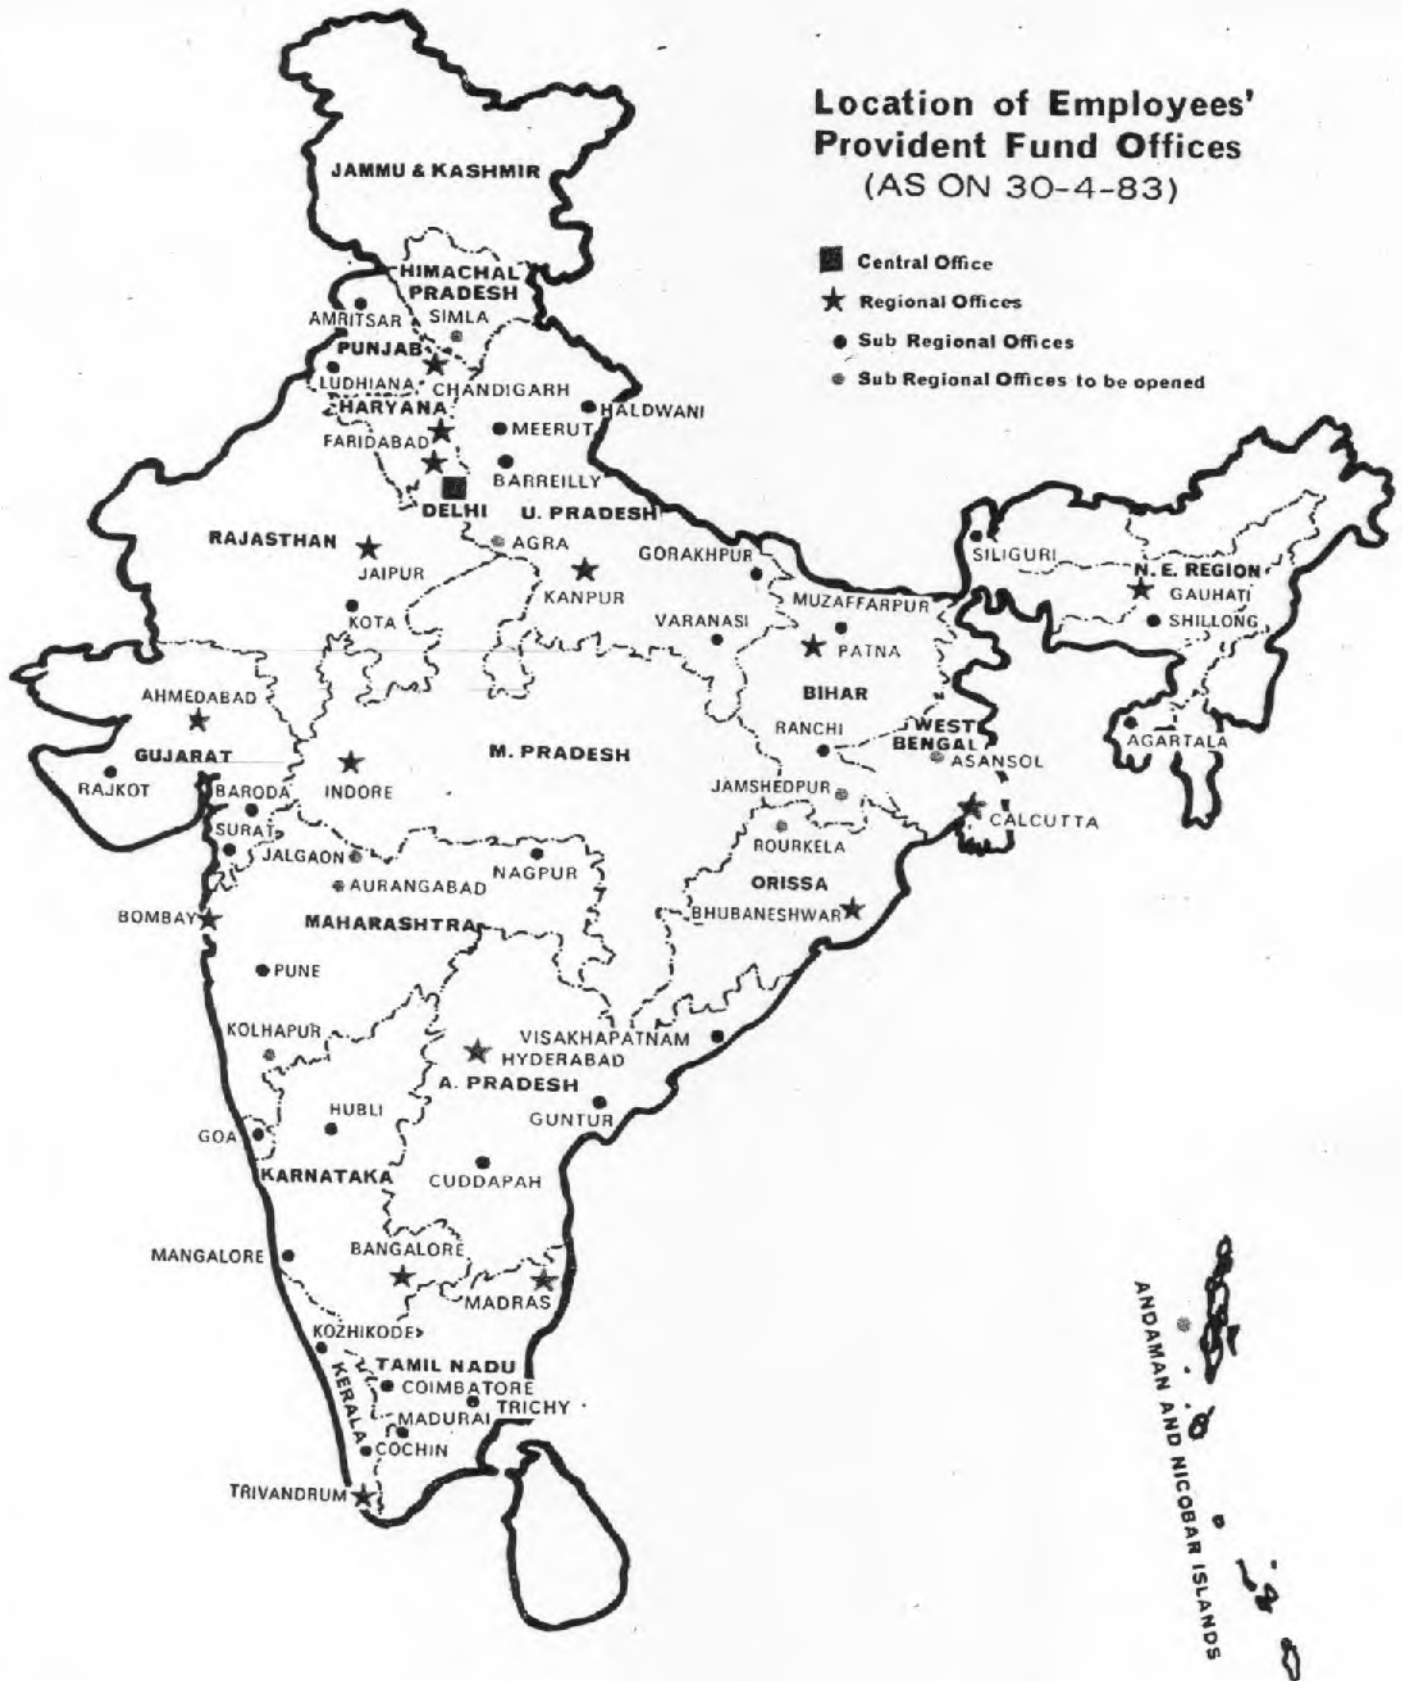 Location of Employees'
Provident Fund Offices
(AS ON 30-4-83)
Central Office
Regional Offices
Sub Regional Offices
Sub Regional Offices to be opened
JAMMU & KASHMIR
HIMACHAL
PRADESH
AMRITSAR
SIMLA
PUNJAB
LUDHIANA
CHANDIGARH
HARYANA
HALDWANI
FARIDABAD
MEERUT
BARREILLY
DELHI
U. PRADESH
RAJASTHAN
AGRA
GORAKHPUR
SILIGURI
JAIPUR
N. E. REGION
KANPUR
MUZAFFARPUR
GAUHATI
KOTA
VARANASI
SHILLONG
PATNA
AHMEDABAD
BIHAR
GUJARAT
M. PRADESH
RANCHI
WEST
BENGAL
AGARTALA
ASANSOL
RAJKOT
BARODA
INDORE
JAMSHEDPUR
CALCUTTA
SURAT
JALGAON
NAGPUR
ROURKELA
AURANGABAD
ORISSA
BOMBAY
MAHARASHTRA
BHUBANESHWAR
PUNE
KOLHAPUR
VISAKHAPATNAM
HYDERABAD
A. PRADESH
HUBLI
GUNTUR
GOA
KARNATAKA
CUDDAPAH
MANGALORE
BANGALORE
MADRAS
KOZHIKODE
KERALA
TAMIL NADU
COIMBATORE
TRICHY
MADURAI
COCHIN
TRIVANDRUM
ANDAMAN AND NICOBAR ISLANDS